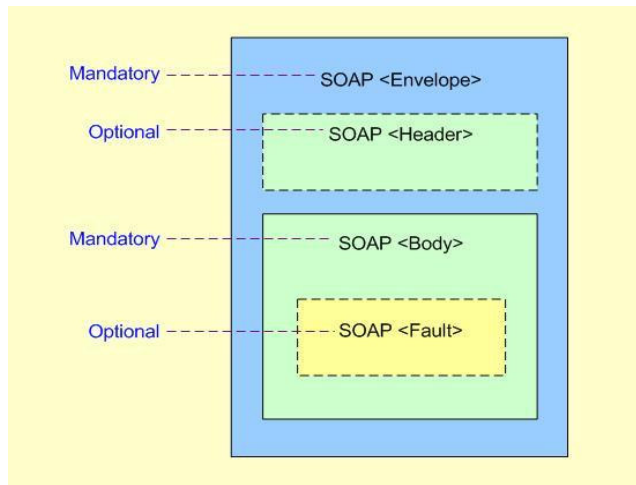 Mandatory
SOAP <Envelope>
Optional
SOAP <Header>
Mandatory
SOAP <Body>
Optional
SOAP <Fault>